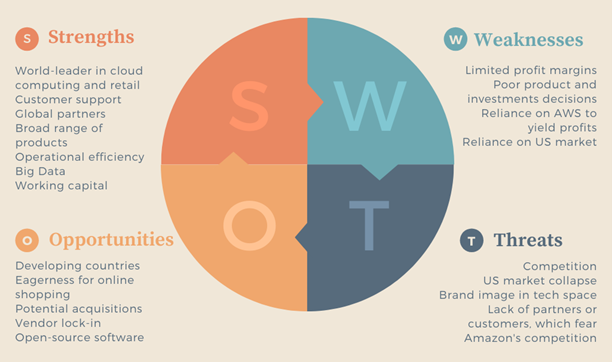 S Strengths
World-leader in cloud
computing and retail
Customer support
Global partners
Broad range of
products
Operational efficiency
Big Data
Working capital
W Weaknesses
Limited profit margins
Poor product and
investments decisions
Reliance on AWS to
yield profits
Reliance on US market
S W
O T
O Opportunities
Developing countries
Eagerness for online
shopping
Potential acquisitions
Vendor lock-in
Open-source software
T Threats
Competition
US market collapse
Brand image in tech space
Lack of partners or
customers, which fear
Amazon's competition